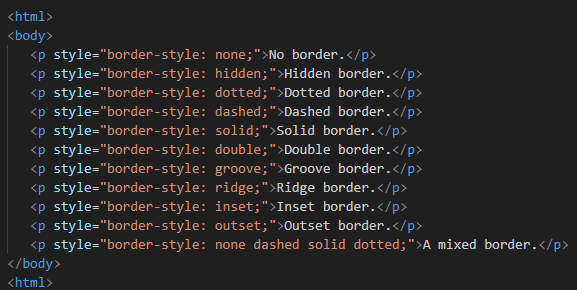 <html>
<body>
<p style="border-style: none;">No border.</p>
<p style="border-style: hidden;">Hidden border.</p>
<p style="border-style: dotted;">Dotted border.</p>
<p style="border-style: dashed;">Dashed border.</p>
<p style="border-style: solid;">Solid border.</p>
<p style="border-style: double;">Double border.</p>
<p style="border-style: groove;">Groove border.</p>
<p style="border-style: ridge;">Ridge border.</p>
<p style="border-style: inset;">Inset border.</p>
<p style="border-style: outset;">Outset border.</p>
<p style="border-style: none dashed solid dotted;">A mixed border.</p>
</body>
<html>